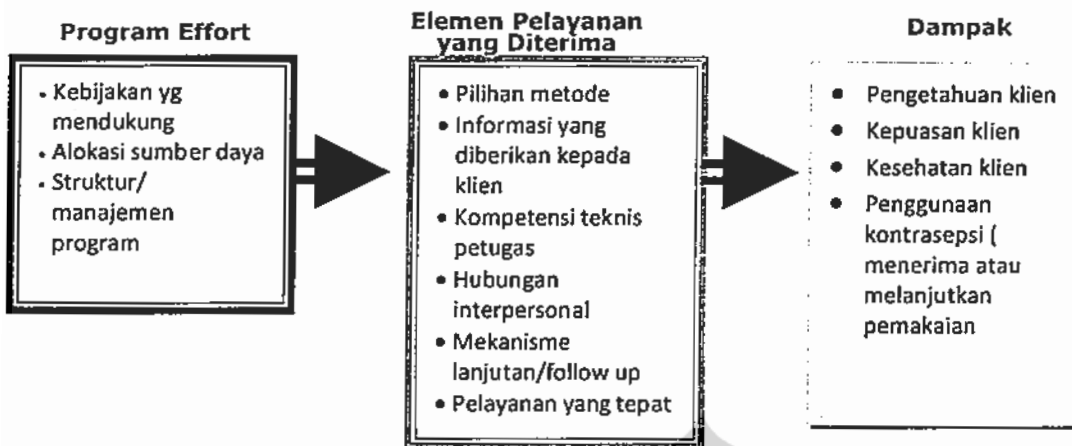 Program Effort
• Kebijakan yg
mendukung
• Alokasi sumber daya
• Struktur/
manajemen
program
Elemen Pelayanan
yang Diterima
• Pilihan metode
• Informasi yang
diberikan kepada
klien
• Kompetensi teknis
petugas
• Hubungan
interpersonal
• Mekanisme
lanjutan/follow up
• Pelayanan yang tepat
Dampak
• Pengetahuan klien
• Kepuasan klien
• Kesehatan klien
• Penggunaan
kontrasepsi (
menerima atau
melanjutkan
pemakaian